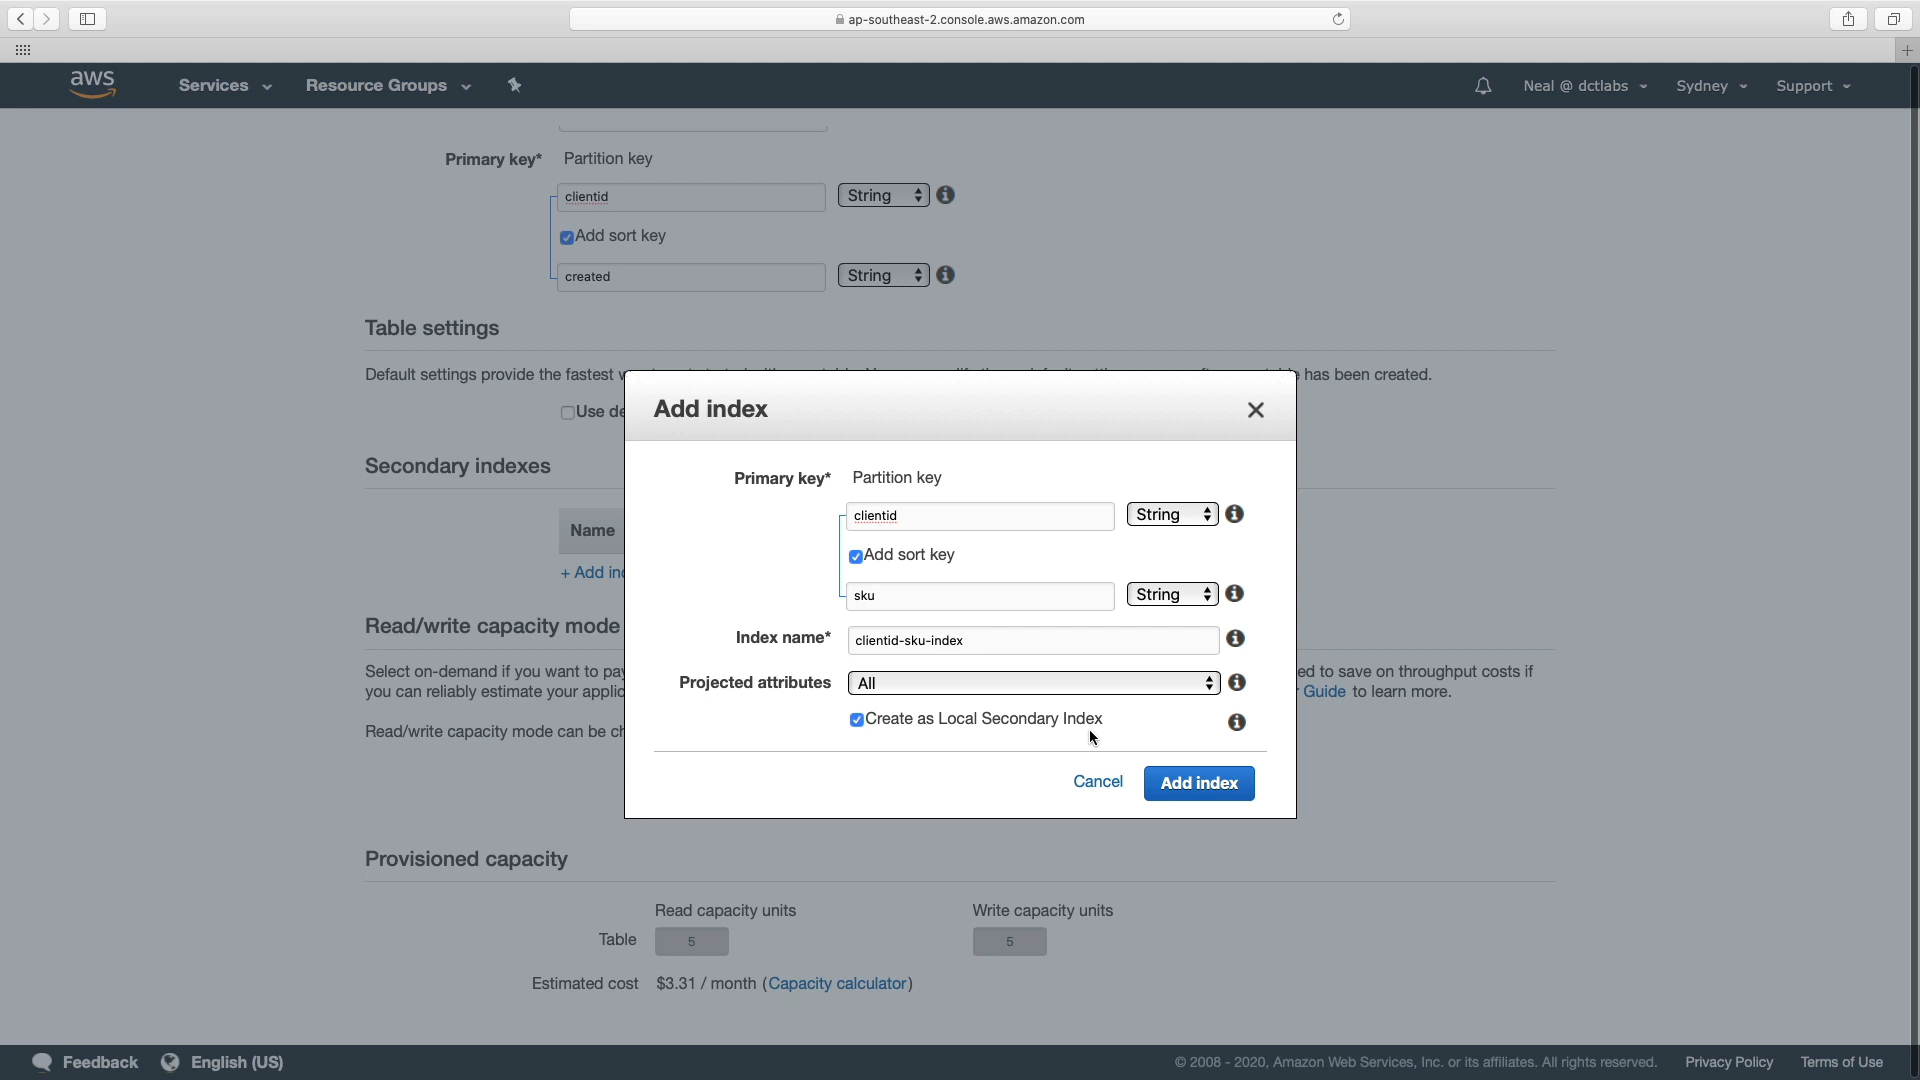 ap-southeast-2.console.aws.amazon.com
aws
Services
Resource Groups
Neal @ dctlabs
Sydney
Support
Primary key*
Partition key
clientid
String
Add sort key
created
String
Table settings
Default settings provide the fastest
has been created.
Use de
Secondary indexes
Name
+ Add ind
Read/write capacity mode
Select on-demand if you want to pay
ed to save on throughput costs if
you can reliably estimate your applic
Guide to learn more.
Read/write capacity mode can be ch
Add index
Primary key*
Partition key
clientid
String
Add sort key
sku
String
Index name*
clientid-sku-index
Projected attributes
All
Create as Local Secondary Index
Cancel
Add index
Provisioned capacity
Read capacity units
Write capacity units
Table
5
5
Estimated cost
$3.31 / month (Capacity calculator)
Feedback
English (US)
© 2008 - 2020, Amazon Web Services, Inc. or its affiliates. All rights reserved.
Privacy Policy
Terms of Use